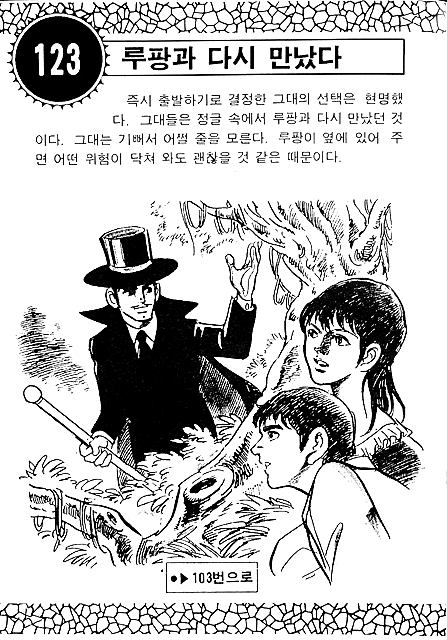 123
루팡과 다시 만났다
즉시 출발하기로 결정한 그대의 선택은 현명했
다. 그대들은 정글 속에서 루팡과 다시 만났던 것
이다. 그대는 기뻐서 어쩔 줄을 모른다. 루팡이 옆에 있어 주
면 어떤 위험이 닥쳐 와도 괜찮을 것 같은 때문이다.
●▶103번으로